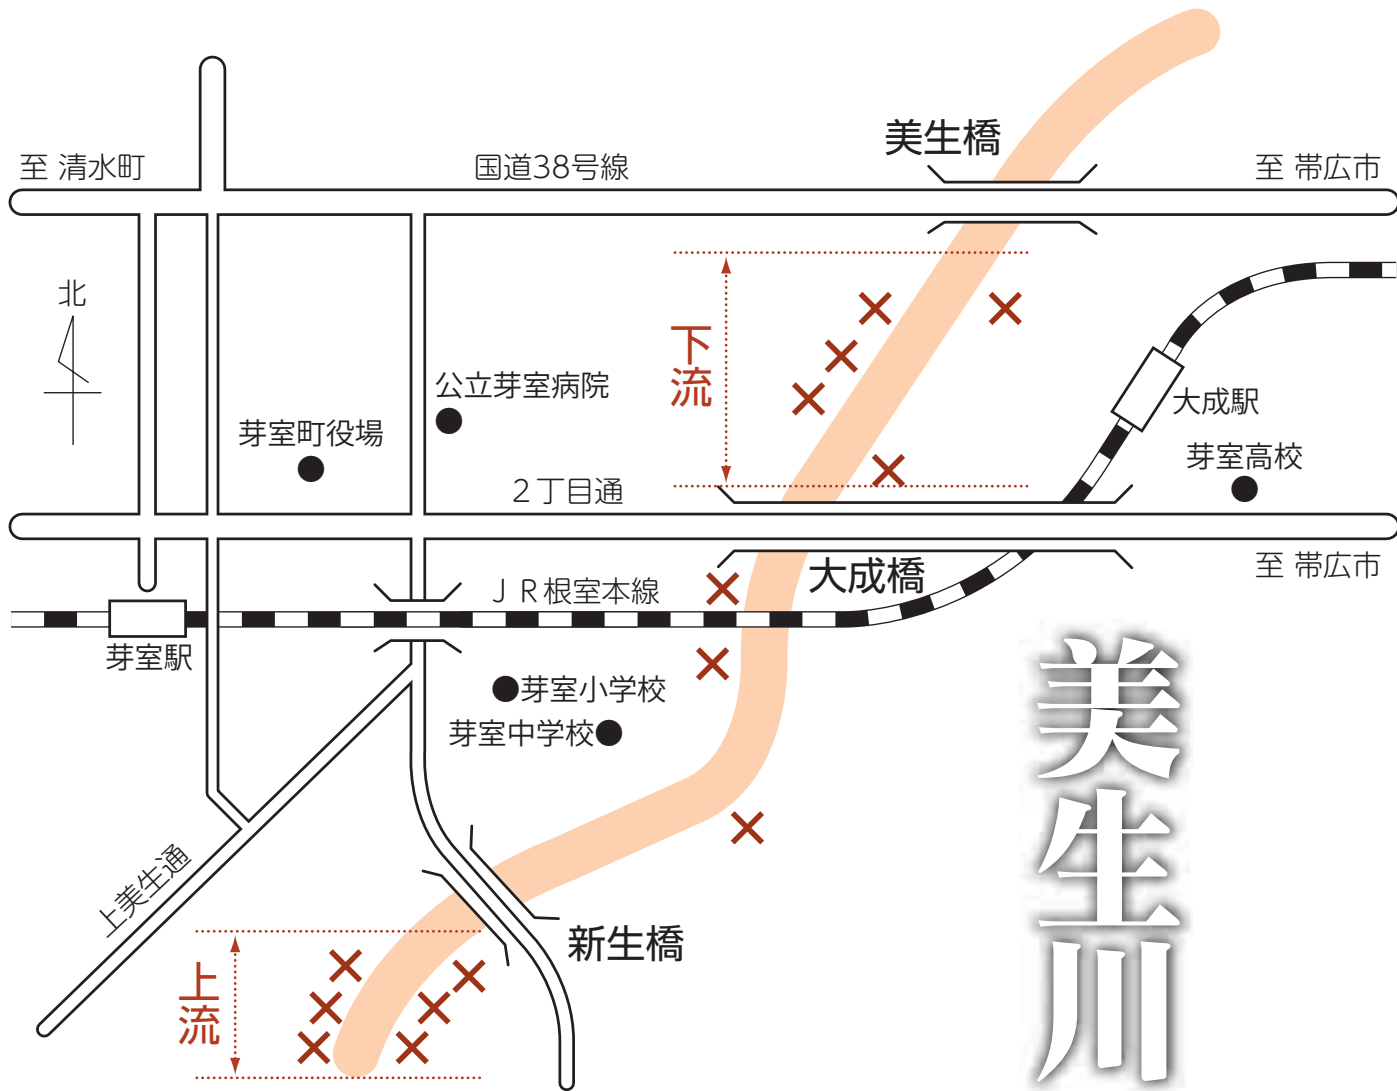 美生橋
至 清水町
国道38号線
至 帯広市
北
下流
公立芽室病院
大成駅
芽室町役場
芽室高校
２丁目通
大成橋
至 帯広市
ＪＲ根室本線
芽室駅
芽室小学校
芽室中学校
美生川
上美生通
新生橋
上流